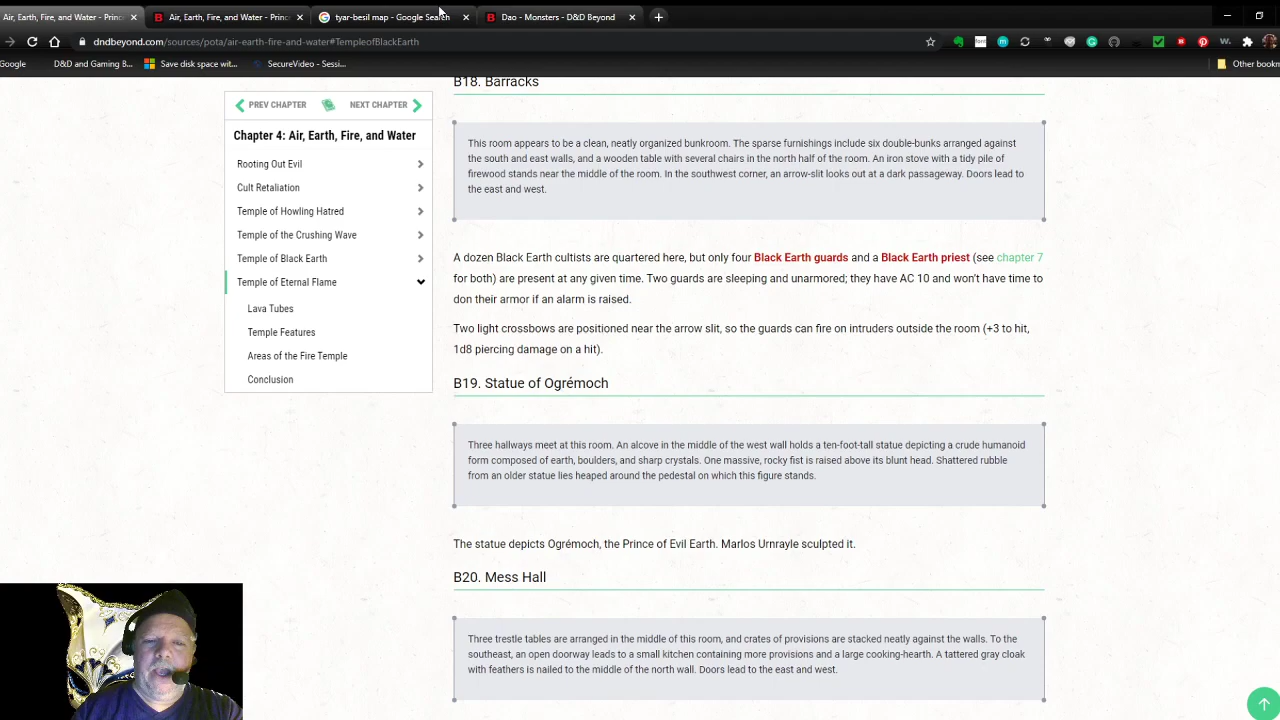 Air, Earth, Fire, and Water - Princ
Air, Earth, Fire, and Water - Prince
tyar-besil map - Google Search
Dao - Monsters - D&D Beyond
dndbeyond.com/sources/pota/air-earth-fire-and-water#TempleofBlackEarth
Google
D&D and Gaming B...
Save disk space wit...
SecureVideo - Sessi...
Other bookm
PREV CHAPTER
NEXT CHAPTER
Chapter 4: Air, Earth, Fire, and Water
Rooting Out Evil
Cult Retaliation
Temple of Howling Hatred
Temple of the Crushing Wave
Temple of Black Earth
Temple of Eternal Flame
Lava Tubes
Temple Features
Areas of the Fire Temple
Conclusion
B18. Barracks
This room appears to be a clean, neatly organized bunkroom. The sparse furnishings include six double-bunks arranged against
the south and east walls, and a wooden table with several chairs in the north half of the room. An iron stove with a tidy pile of
firewood stands near the middle of the room. In the southwest corner, an arrow-slit looks out at a dark passageway. Doors lead to
the east and west.
A dozen Black Earth cultists are quartered here, but only four Black Earth guards and a Black Earth priest (see chapter 7
for both) are present at any given time. Two guards are sleeping and unarmored; they have AC 10 and won't have time to
don their armor if an alarm is raised.
Two light crossbows are positioned near the arrow slit, so the guards can fire on intruders outside the room (+3 to hit,
1d8 piercing damage on a hit).
B19. Statue of Ogrémoch
Three hallways meet at this room. An alcove in the middle of the west wall holds a ten-foot-tall statue depicting a crude humanoid
form composed of earth, boulders, and sharp crystals. One massive, rocky fist is raised above its blunt head. Shattered rubble
from an older statue lies heaped around the pedestal on which this figure stands.
The statue depicts Ogrémoch, the Prince of Evil Earth. Marlos Urnrayle sculpted it.
B20. Mess Hall
Three trestle tables are arranged in the middle of this room, and crates of provisions are stacked neatly against the walls. To the
southeast, an open doorway leads to a small kitchen containing more provisions and a large cooking-hearth. A tattered gray cloak
with feathers is nailed to the middle of the north wall. Doors lead to the east and west.